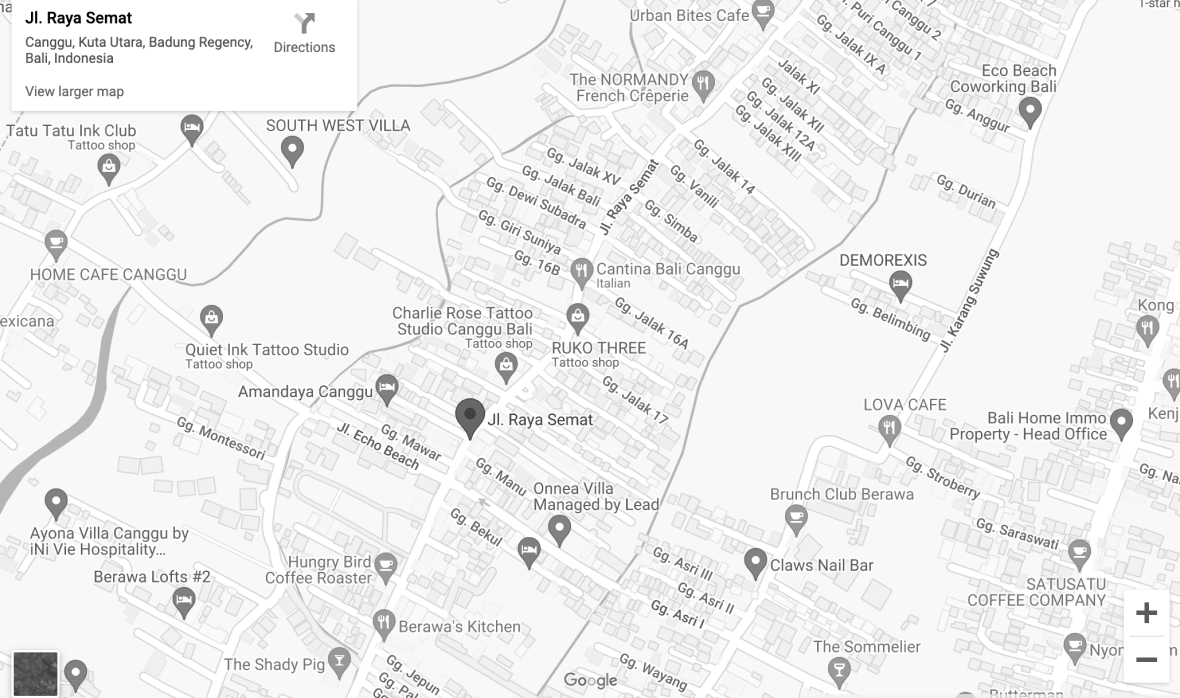 Jl. Raya Semat
Canggu, Kuta Utara, Badung Regency,
Bali, Indonesia
Directions
View larger map
Urban Bites Cafe
Gg. Jalak IX A
Puri Canggu 1
Canggu 2
1-star
Jalak XI
Jalak XII
Gg. Jalak 12A
Gg. Jalak XIII
The NORMANDY
French Crêperie
Eco Beach
Coworking Bali
Gg. Anggur
Tatu Tatu Ink Club
Tattoo shop
SOUTH WEST VILLA
Gg. Jalak XV
Gg. Jalak Bali
Gg. Dewi Subadra
Gg. Giri Suniya
Gg. 16B
Jl. Raya Semat
Gg. Jalak 14
Gg. Vanili
Gg. Simba
Gg. Durian
HOME CAFE CANGGU
Cantina Bali Canggu
Italian
DEMOREXIS
Gg. Belimbing
Jl. Karang Suwung
Kong
exicana
Charlie Rose Tattoo
Studio Canggu Bali
Tattoo shop
Gg. Jalak 16A
RUKO THREE
Tattoo shop
Quiet Ink Tattoo Studio
Tattoo shop
Amandaya Canggu
Gg. Jalak 17
Jl. Raya Semat
LOVA CAFE
Bali Home Immo
Property - Head Office
Kenj
Gg. Montessori
Gg. Mawar
Jl. Echo Beach
Gg. Manu
Gg. Stroberry
Gg. Na
Onnea Villa
Managed by Lead
Brunch Club Berawa
Gg. Bekul
Gg. Saraswati
Ayona Villa Canggu by
iNi Vie Hospitality...
Hungry Bird
Coffee Roaster
Gg. Asri III
Gg. Asri II
Gg. Asri I
Claws Nail Bar
Berawa Lofts #2
SATUSATU
COFFEE COMPANY
Berawa's Kitchen
The Shady Pig
Gg. Jepun
Google
Gg. Wayang
The Sommelier
Nyom
Butterman
+
−